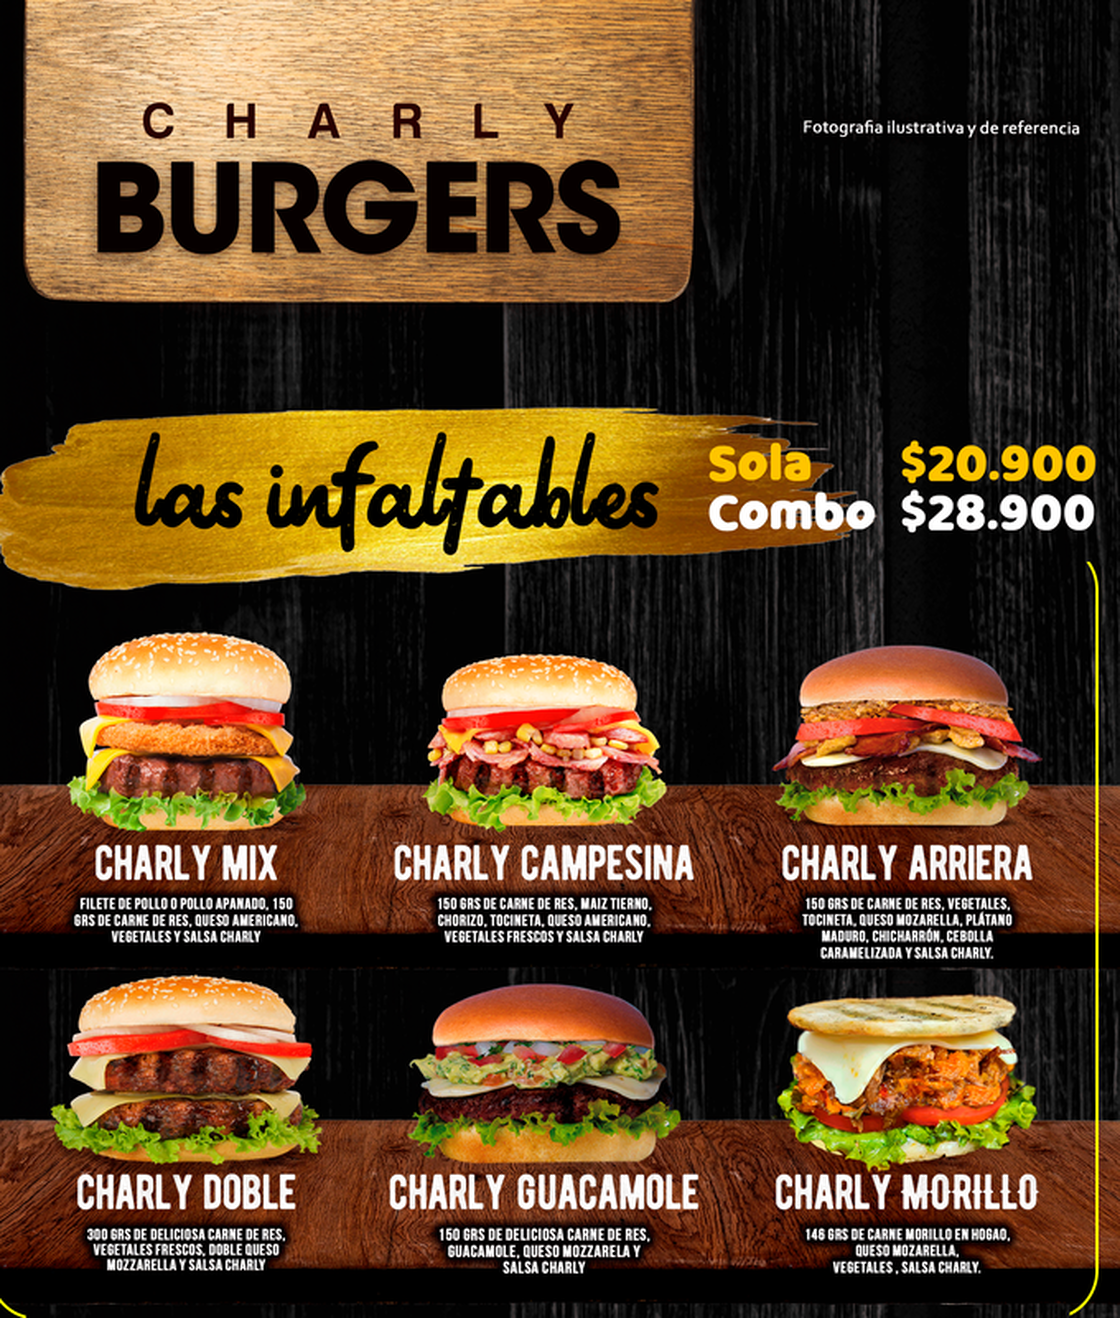 CHARLY
BURGERS
Fotografia ilustrativa y de referencia
las infaltables
Sola $20.900
Combo $28.900
CHARLY MIX
FILETE DE POLLO O POLLO APANADO, 150
GRS DE CARNE DE RES, QUESO AMERICANO,
VEGETALES Y SALSA CHARLY
CHARLY CAMPESINA
150 GRS DE CARNE DE RES, MAIZ TIERNO,
CHORIZO, TOCINETA, QUESO AMERICANO,
VEGETALES FRESCOS Y SALSA CHARLY
CHARLY ARRIERA
150 GRS DE CARNE DE RES, VEGETALES,
TOCINETA, QUESO MOZARELLA, PLÁTANO
MADURO, CHICHARRÓN, CEBOLLA
CARAMELIZADA Y SALSA CHARLY.
CHARLY DOBLE
300 GRS DE DELICIOSA CARNE DE RES,
VEGETALES FRESCOS, DOBLE QUESO
MOZZARELLA Y SALSA CHARLY
CHARLY GUACAMOLE
150 GRS DE DELICIOSA CARNE DE RES,
GUACAMOLE, QUESO MOZZARELA Y
SALSA CHARLY
CHARLY MORILLO
146 GRS DE CARNE MORILLO EN HOGAO,
QUESO MOZARELLA,
VEGETALES , SALSA CHARLY.